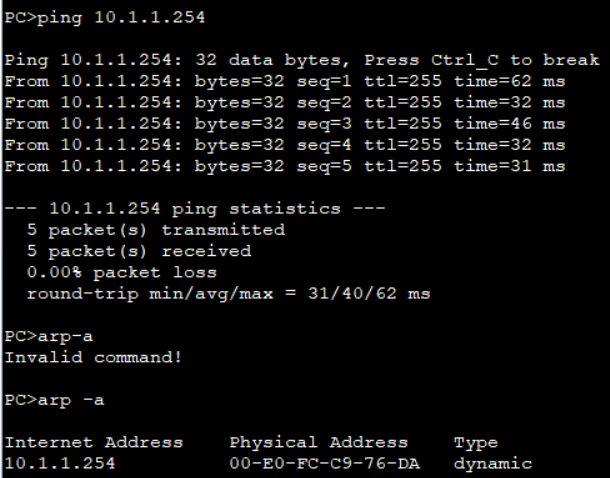 PC>ping 10.1.1.254
Ping 10.1.1.254: 32 data bytes, Press Ctrl_C to break
From 10.1.1.254: bytes=32 seq=1 ttl=255 time=62 ms
From 10.1.1.254: bytes=32 seq=2 ttl=255 time=32 ms
From 10.1.1.254: bytes=32 seq=3 ttl=255 time=46 ms
From 10.1.1.254: bytes=32 seq=4 ttl=255 time=32 ms
From 10.1.1.254: bytes=32 seq=5 ttl=255 time=31 ms
--- 10.1.1.254 ping statistics ---
5 packet(s) transmitted
5 packet(s) received
0.00% packet loss
round-trip min/avg/max = 31/40/62 ms
PC>arp-a
Invalid command!
PC>arp -a
Internet Address    Physical Address    Type
10.1.1.254    00-E0-FC-C9-76-DA    dynamic